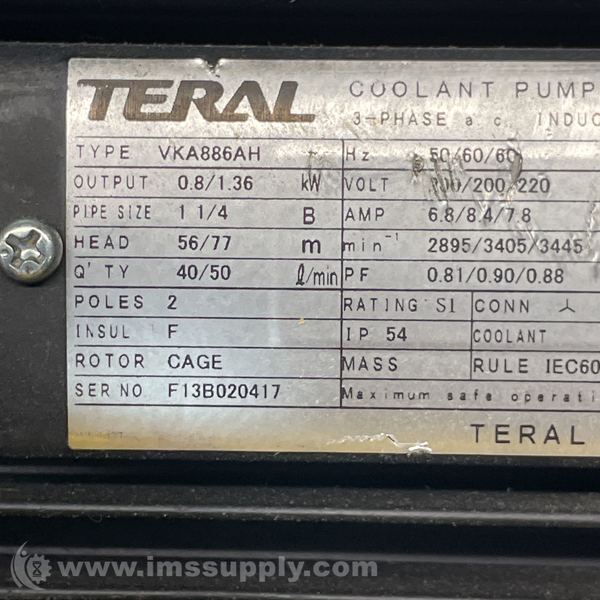 TERAL COOLANT PUMP
3-PHASE a.c. INDUC
TYPE VKA886AH Hz 50/60/60
OUTPUT 0.8/1.36 kW VOLT /200/220
PIPE SIZE 1 1/4 B AMP 6.8/8.4/7.8
HEAD 56/77 m min⁻¹ 2895/3405/3445
Q'TY 40/50 ℓ/min PF 0.81/0.90/0.88
POLES 2 RATING S1 CONN 人
INSUL F IP 54 COOLANT
ROTOR CAGE MASS RULE IEC60
SER NO F13B020417 Maximum safe operati
TERAL
www.imssupply.com